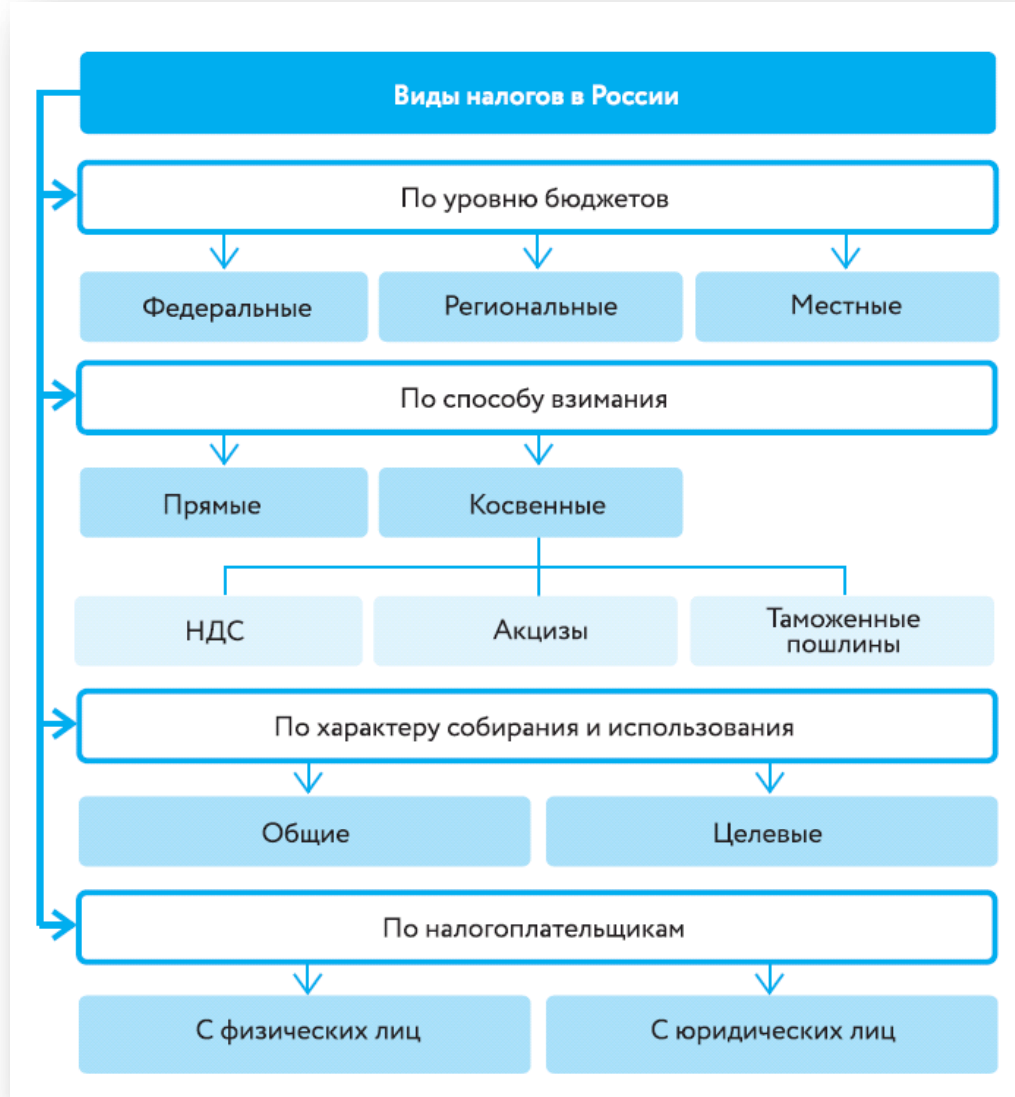 Виды налогов в России
По уровню бюджетов
Федеральные
Региональные
Местные
По способу взимания
Прямые
Косвенные
НДС
Акцизы
Таможенные
пошлины
По характеру собирания и использования
Общие
Целевые
По налогоплательщикам
С физических лиц
С юридических лиц